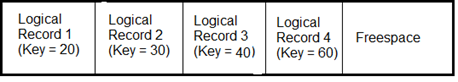 Logical
Record 1
(Key = 20)
Logical
Record 2
(Key = 30)
Logical
Record 3
(Key = 40)
Logical
Record 4
(Key = 60)
Freespace